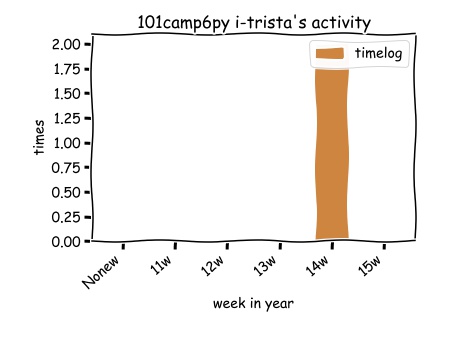 101camp6py i-trista's activity
timelog
times
2.00
1.75
1.50
1.25
1.00
0.75
0.50
0.25
0.00
Nonew
11w
12w
13w
14w
15w
week in year